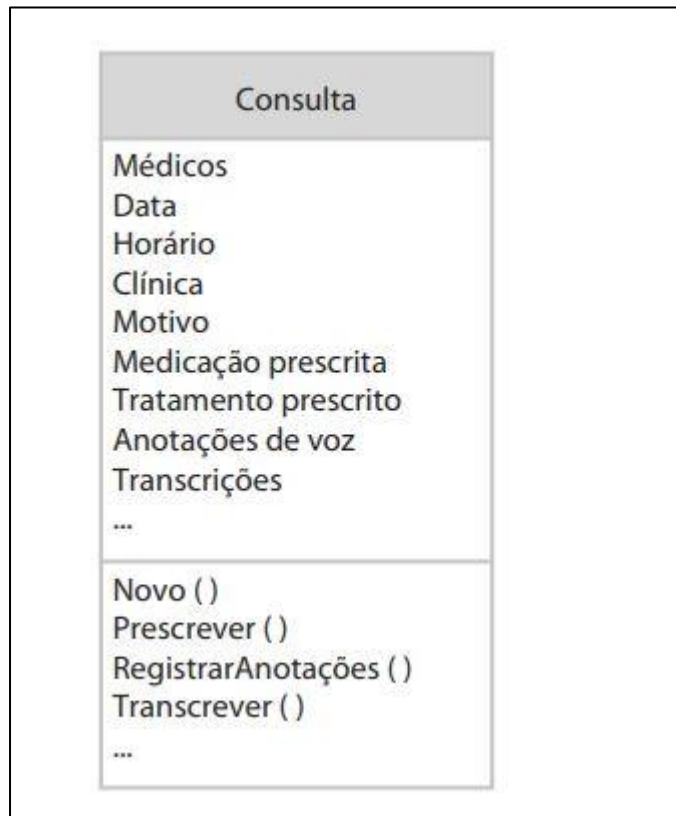 Consulta
Médicos
Data
Horário
Clínica
Motivo
Medicação prescrita
Tratamento prescrito
Anotações de voz
Transcrições
...
Novo ( )
Prescrever ( )
RegistrarAnotações ( )
Transcrever ( )
...